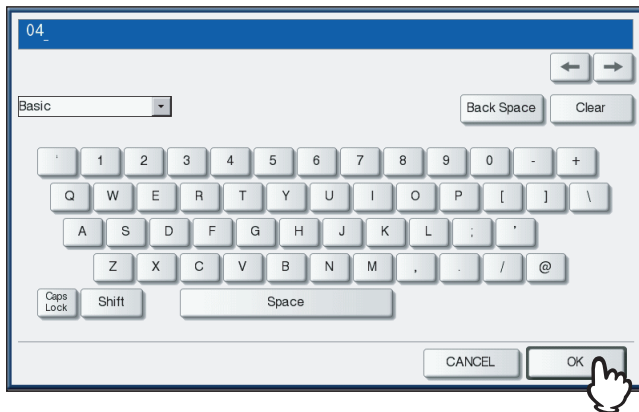 04_
← →
Basic Back Space Clear
` 1 2 3 4 5 6 7 8 9 0 - +
Q W E R T Y U I O P [ ] \
A S D F G H J K L ; '
Z X C V B N M , . / @
Caps Lock Shift Space
CANCEL OK